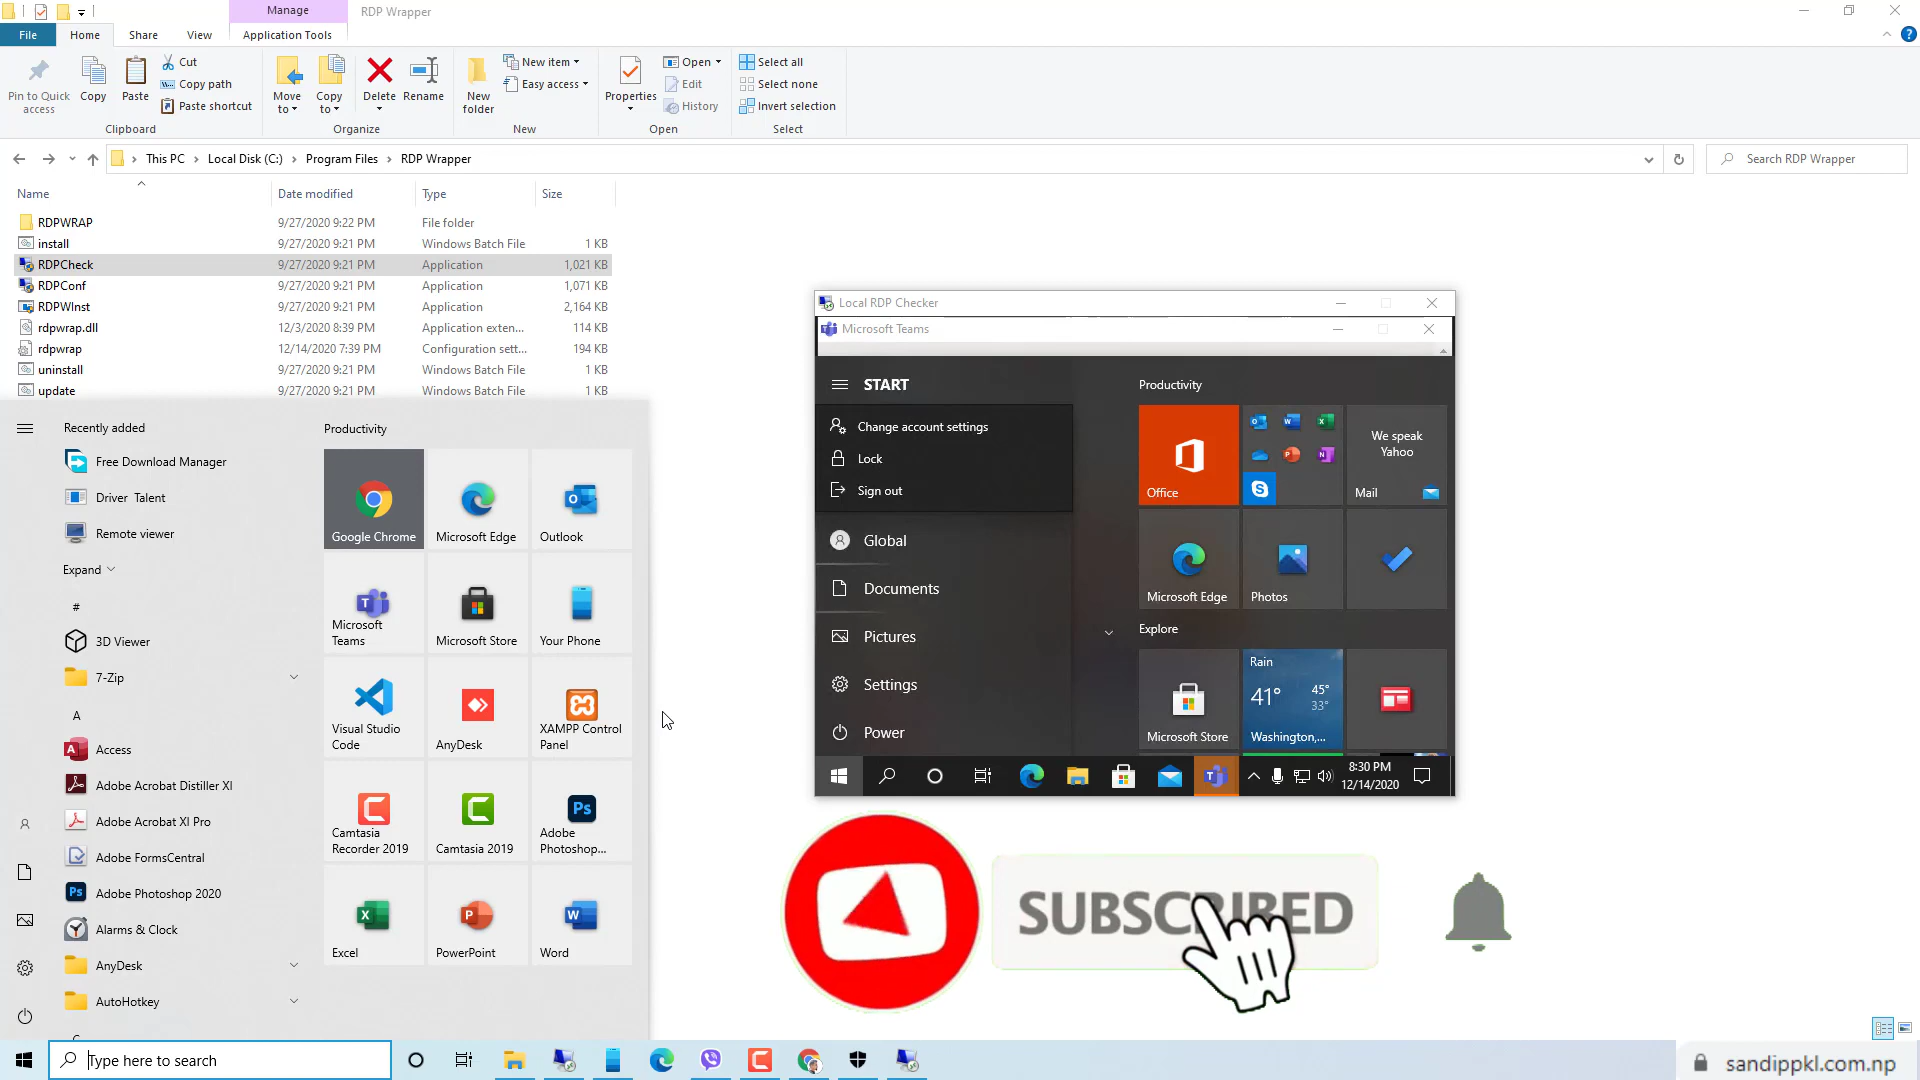 Manage
RDP Wrapper
File
Home
Share
View
Application Tools
Pin to Quick
access
Copy
Paste
Cut
Copy path
Paste shortcut
Clipboard
Move
to
Copy
to
Delete
Rename
Organize
New
folder
New item
Easy access
New
Properties
Open
Edit
History
Open
Select all
Select none
Invert selection
Select
This PC
Local Disk (C:)
Program Files
RDP Wrapper
Search RDP Wrapper
Name
Date modified
Type
Size
RDPWRAP 9/27/2020 9:22 PM File folder
install 9/27/2020 9:21 PM Windows Batch File 1 KB
RDPCheck 9/27/2020 9:21 PM Application 1,021 KB
RDPConf 9/27/2020 9:21 PM Application 1,071 KB
RDPWInst 9/27/2020 9:21 PM Application 2,164 KB
rdpwrap.dll 12/3/2020 8:39 PM Application exten... 114 KB
rdpwrap 12/14/2020 7:39 PM Configuration sett... 194 KB
uninstall 9/27/2020 9:21 PM Windows Batch File 1 KB
update 9/27/2020 9:21 PM Windows Batch File 1 KB
Recently added
Free Download Manager
Driver Talent
Remote viewer
Expand
#
3D Viewer
7-Zip
A
Access
Adobe Acrobat Distiller XI
Adobe Acrobat XI Pro
Adobe FormsCentral
Adobe Photoshop 2020
Alarms & Clock
AnyDesk
AutoHotkey
Productivity
Google Chrome
Microsoft Edge
Outlook
Microsoft
Teams
Microsoft Store
Your Phone
Visual Studio
Code
AnyDesk
XAMPP Control
Panel
Camtasia
Recorder 2019
Camtasia 2019
Adobe
Photoshop...
Excel
PowerPoint
Word
Local RDP Checker
Microsoft Teams
START
Change account settings
Lock
Sign out
Global
Documents
Pictures
Settings
Power
Productivity
Office
We speak
Yahoo
Mail
Microsoft Edge
Photos
Explore
Microsoft Store
Rain
41° 45°
33°
Washington,...
8:30 PM
12/14/2020
SUBSCRIBED
Type here to search
sandippkl.com.np